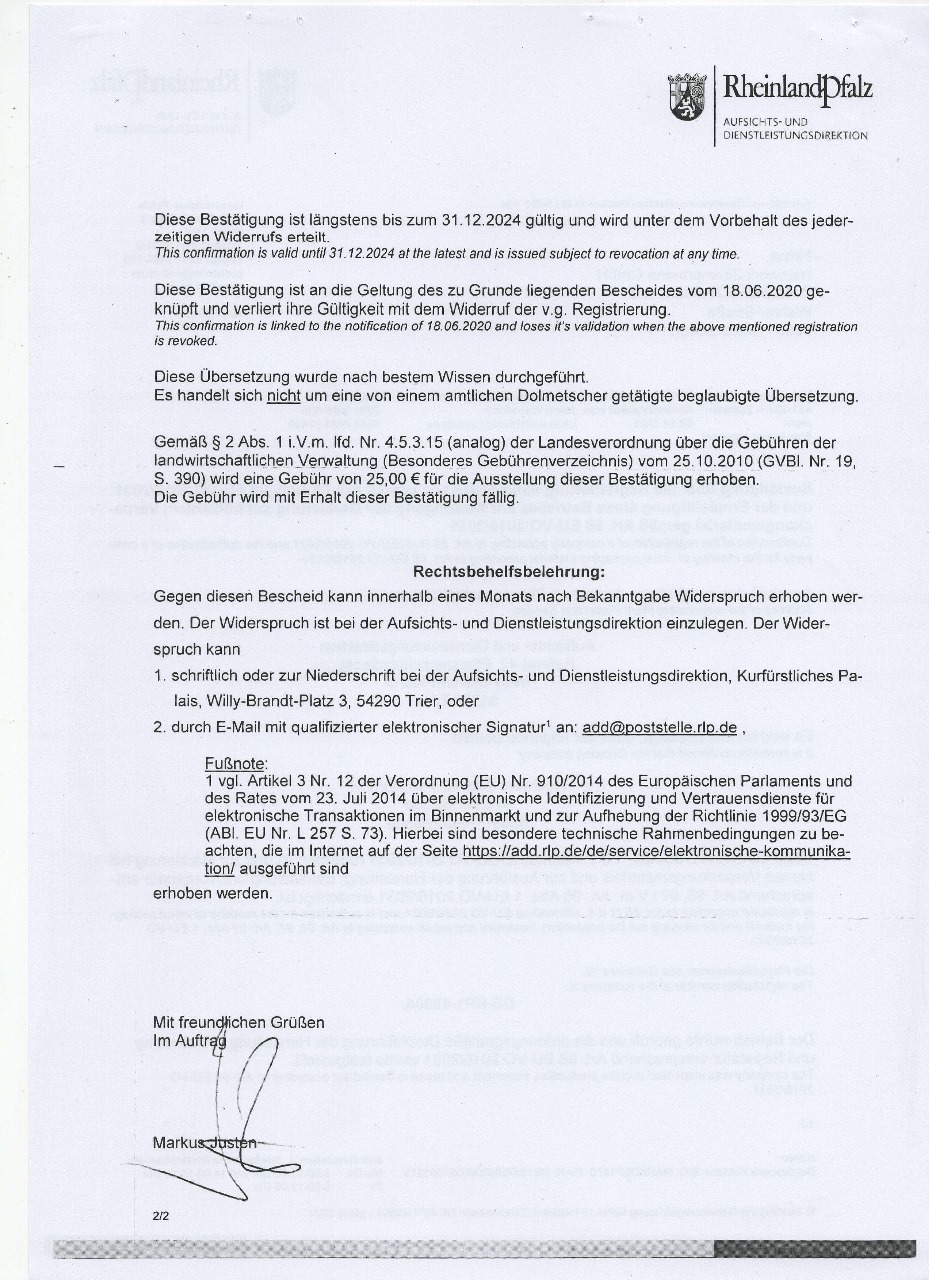 RheinlandPfalz
AUFSICHTS- UND
DIENSTLEISTUNGSDIREKTION
Diese Bestätigung ist längstens bis zum 31.12.2024 gültig und wird unter dem Vorbehalt des jeder-
zeitigen Widerrufs erteilt.
This confirmation is valid until 31.12.2024 at the latest and is issued subject to revocation at any time.
Diese Bestätigung ist an die Geltung des zu Grunde liegenden Bescheides vom 18.06.2020 ge-
knüpft und verliert ihre Gültigkeit mit dem Widerruf der v.g. Registrierung.
This confirmation is linked to the notification of 18.06.2020 and loses it's validation when the above mentioned registration
is revoked.
Diese Übersetzung wurde nach bestem Wissen durchgeführt.
Es handelt sich nicht um eine von einem amtlichen Dolmetscher getätigte beglaubigte Übersetzung.
Gemäß § 2 Abs. 1 i.V.m. lfd. Nr. 4.5.3.15 (analog) der Landesverordnung über die Gebühren der
landwirtschaftlichen Verwaltung (Besonderes Gebührenverzeichnis) vom 25.10.2010 (GVBl. Nr. 19,
S. 390) wird eine Gebühr von 25,00 € für die Ausstellung dieser Bestätigung erhoben.
Die Gebühr wird mit Erhalt dieser Bestätigung fällig.
Rechtsbehelfsbelehrung:
Gegen diesen Bescheid kann innerhalb eines Monats nach Bekanntgabe Widerspruch erhoben wer-
den. Der Widerspruch ist bei der Aufsichts- und Dienstleistungsdirektion einzulegen. Der Wider-
spruch kann
1. schriftlich oder zur Niederschrift bei der Aufsichts- und Dienstleistungsdirektion, Kurfürstliches Pa-
lais, Willy-Brandt-Platz 3, 54290 Trier, oder
2. durch E-Mail mit qualifizierter elektronischer Signatur¹ an: add@poststelle.rlp.de ,
Fußnote:
1 vgl. Artikel 3 Nr. 12 der Verordnung (EU) Nr. 910/2014 des Europäischen Parlaments und
des Rates vom 23. Juli 2014 über elektronische Identifizierung und Vertrauensdienste für
elektronische Transaktionen im Binnenmarkt und zur Aufhebung der Richtlinie 1999/93/EG
(ABl. EU Nr. L 257 S. 73). Hierbei sind besondere technische Rahmenbedingungen zu be-
achten, die im Internet auf der Seite https://add.rlp.de/de/service/elektronische-kommunika-
tion/ ausgeführt sind
erhoben werden.
Mit freundlichen Grüßen
Im Auftrag
Markus Justen
2/2